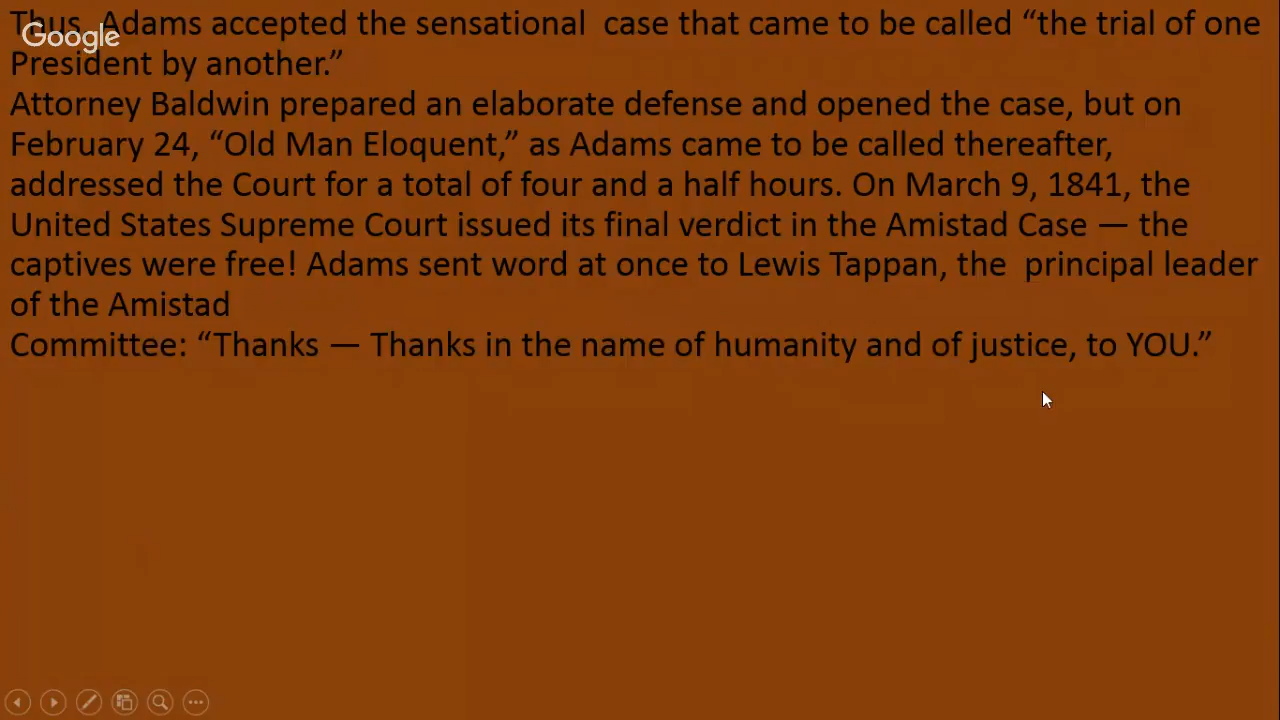 Thus, Adams accepted the sensational case that came to be called “the trial of one
President by another.”
Attorney Baldwin prepared an elaborate defense and opened the case, but on
February 24, “Old Man Eloquent,” as Adams came to be called thereafter,
addressed the Court for a total of four and a half hours. On March 9, 1841, the
United States Supreme Court issued its final verdict in the Amistad Case — the
captives were free! Adams sent word at once to Lewis Tappan, the principal leader
of the Amistad
Committee: “Thanks — Thanks in the name of humanity and of justice, to YOU.”
Google